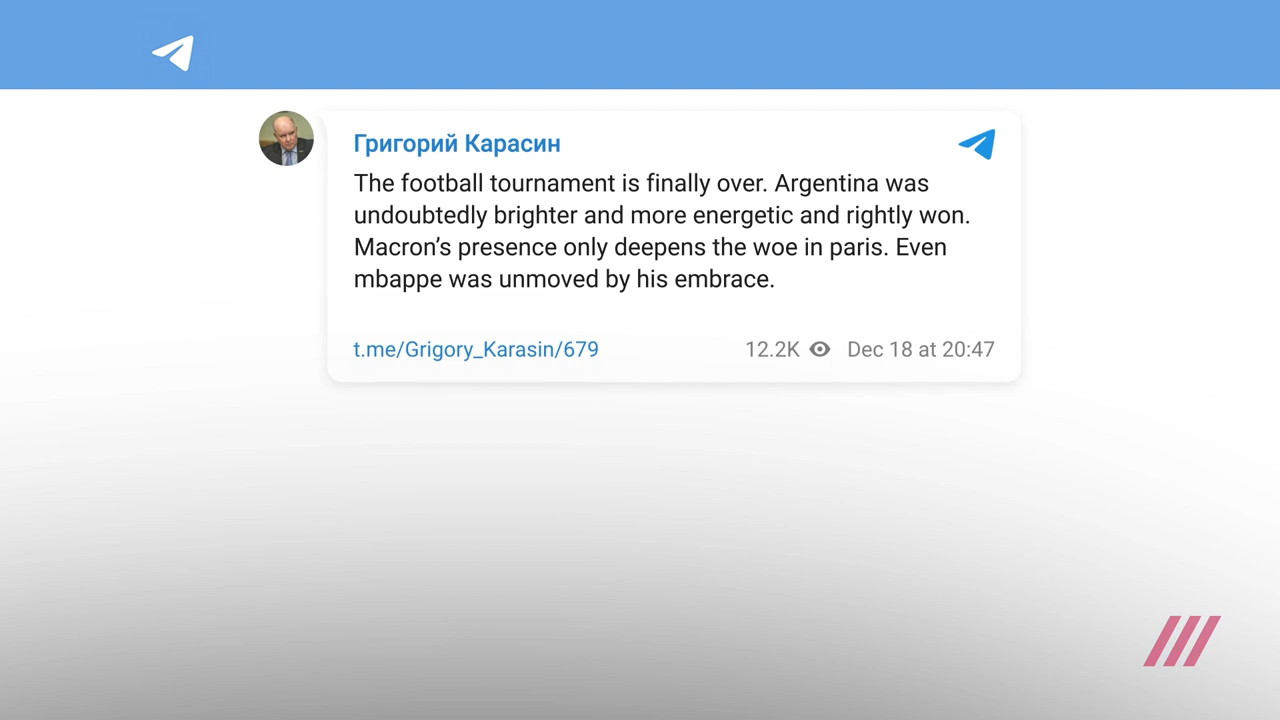 Григорий Карасин
The football tournament is finally over. Argentina was
undoubtedly brighter and more energetic and rightly won.
Macron’s presence only deepens the woe in paris. Even
mbappe was unmoved by his embrace.
t.me/Grigory_Karasin/679 12.2K Dec 18 at 20:47